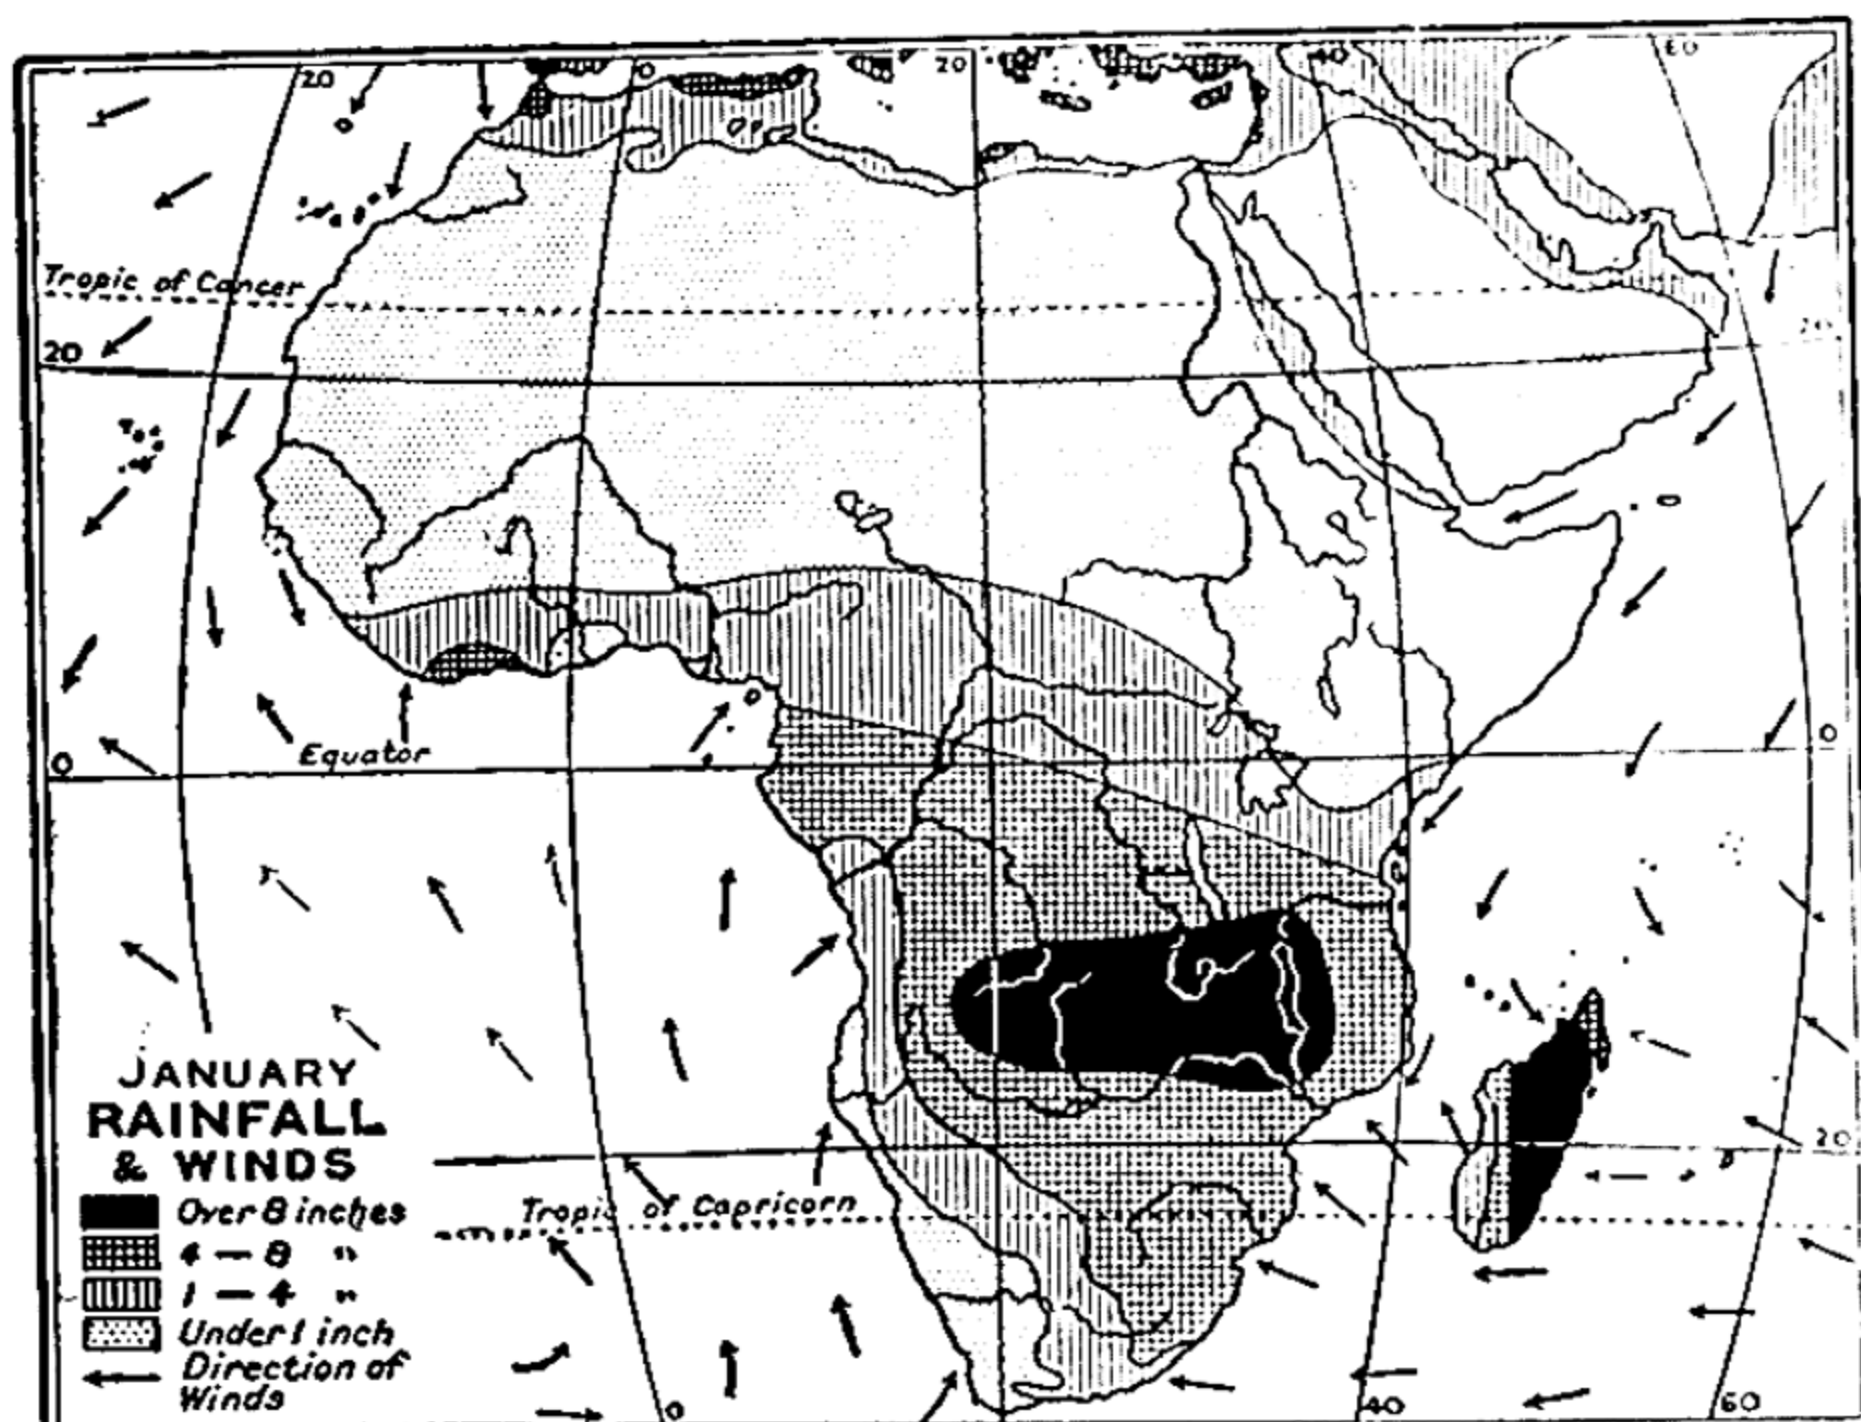 20 0 20 40 60
Tropic of Cancer
20 20
Equator
0 0
JANUARY
RAINFALL
& WINDS
Over 8 inches
4 — 8 "
1 — 4 "
Under 1 inch
Direction of
Winds
20
Tropic of Capricorn
0 40 60